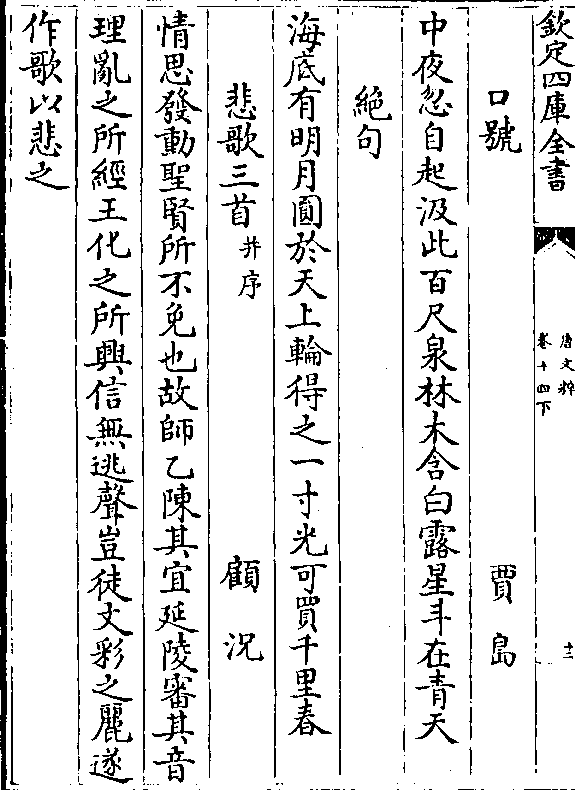 欽定四庫全書
唐文粹
卷十四下
十二
口號 賈島
中夜忽自起汲此百尺泉林木含白露星斗在青天
絕句
海底有明月圓於天上輪得之一寸光可買千里春
悲歌三首并序 顧況
情思發動聖賢所不免也故師乙陳其宜延陵審其音
理亂之所經王化之所興信無逃聲豈徒文彩之麗遂
作歌以悲之